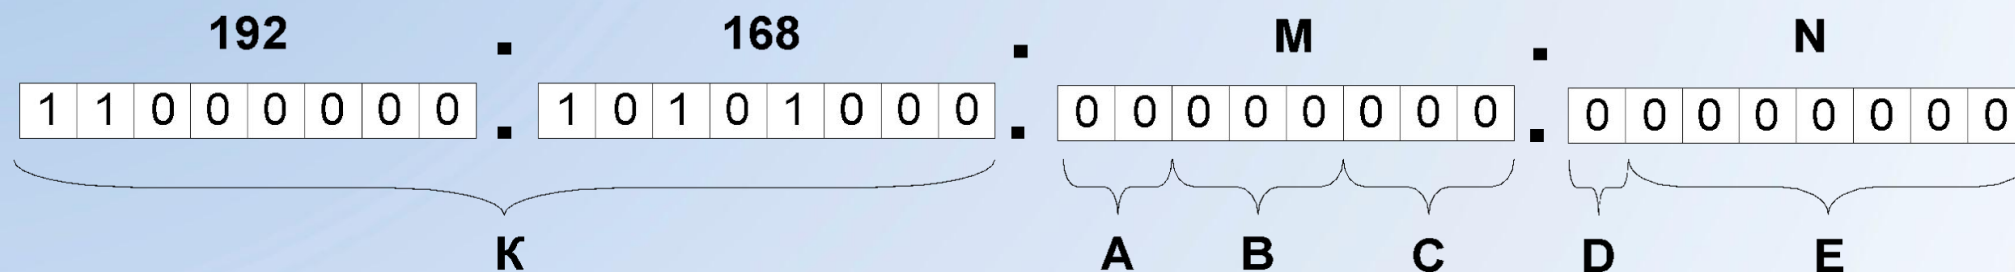 192 . 168 . M . N
1 1 0 0 0 0 0 0 . 1 0 1 0 1 0 0 0 . 0 0 0 0 0 0 0 0 . 0 0 0 0 0 0 0 0
К A B C D E